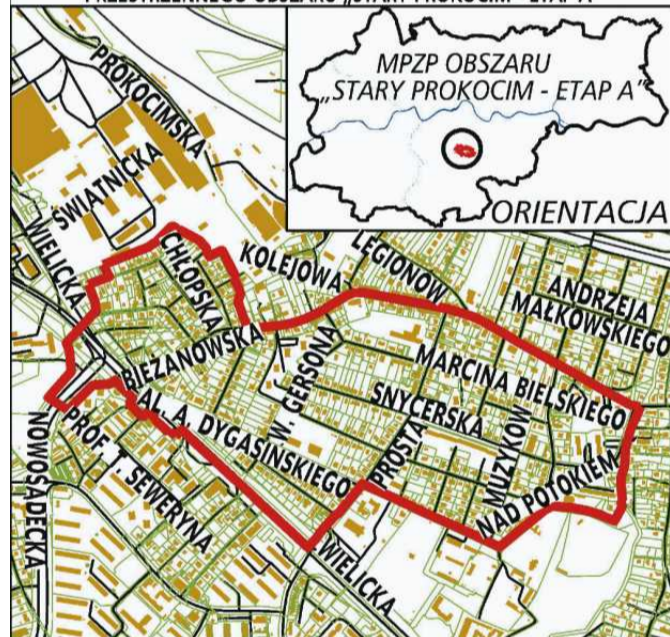 PRZESTRZENNEGO OBSZARU „STARY PROKOCIM - ETAP A”
MPZP OBSZARU
„STARY PROKOCIM - ETAP A”
ORIENTACJA
PROKOCIMSKA
ŚWIATNICKA
WIELICKA
CHŁOPSKA
KOLEJOWA
LEGIONÓW
ANDRZEJA
MAŁKOWSKIEGO
BIEŻANOWSKA
MARCINA BIELSKIEGO
W. GERSONA
SNYCERSKA
AL. A. DYGASIŃSKIEGO
PROSTA
MUZYKÓW
NAD POTOKIEM
PROF. T. SEWERYNA
NOWOSĄDECKA
WIELICKA